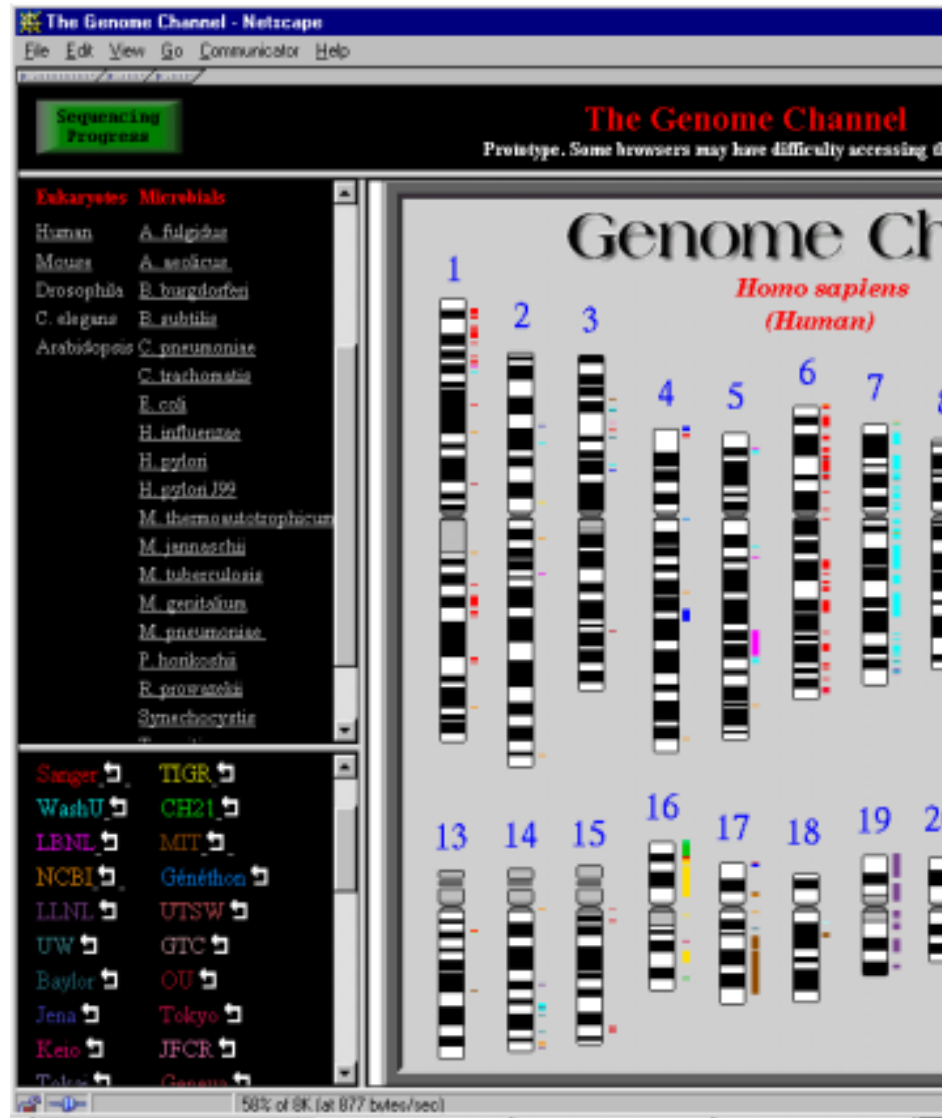 The Genome Channel - Netscape
File Edit View Go Communicator Help
Sequencing
Progress
The Genome Channel
Prototype. Some browsers may have difficulty accessing
Eukaryotes Microbials
Human A. fulgidus
Mouse A. aeolicus
Drosophila B. burgdorferi
C. elegans B. subtilis
Arabidopsis C. pneumoniae
C. trachomatis
E. coli
H. influenzae
H. pylori
H. pylori J99
M. thermoautotrophicum
M. jannaschii
M. tuberculosis
M. genitalium
M. pneumoniae
P. horikoshii
R. prowazekii
Synechocystis
Genome Ch
Homo sapiens
(Human)
1 2 3 4 5 6 7
13 14 15 16 17 18 19 2
Sanger TIGR
WashU CH21
LBNL MIT
NCBI Généthon
LLNL UTSW
UW GTC
Baylor OU
Jena Tokyo
Keio JFCR
Tokai Geneva
58% of 8K (at 877 bytes/sec)